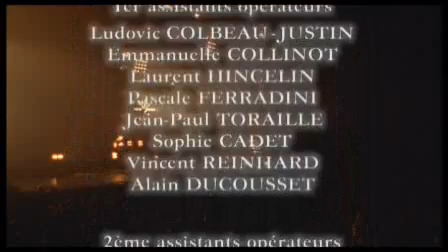 1er assistants opérateurs
Ludovic COLBEAU-JUSTIN
Emmanuelle COLLINOT
Laurent HINCELIN
Pascale FERRADINI
Jean-Paul TORAILLE
Sophie CADET
Vincent REINHARD
Alain DUCOUSSET
2ème assistants opérateurs